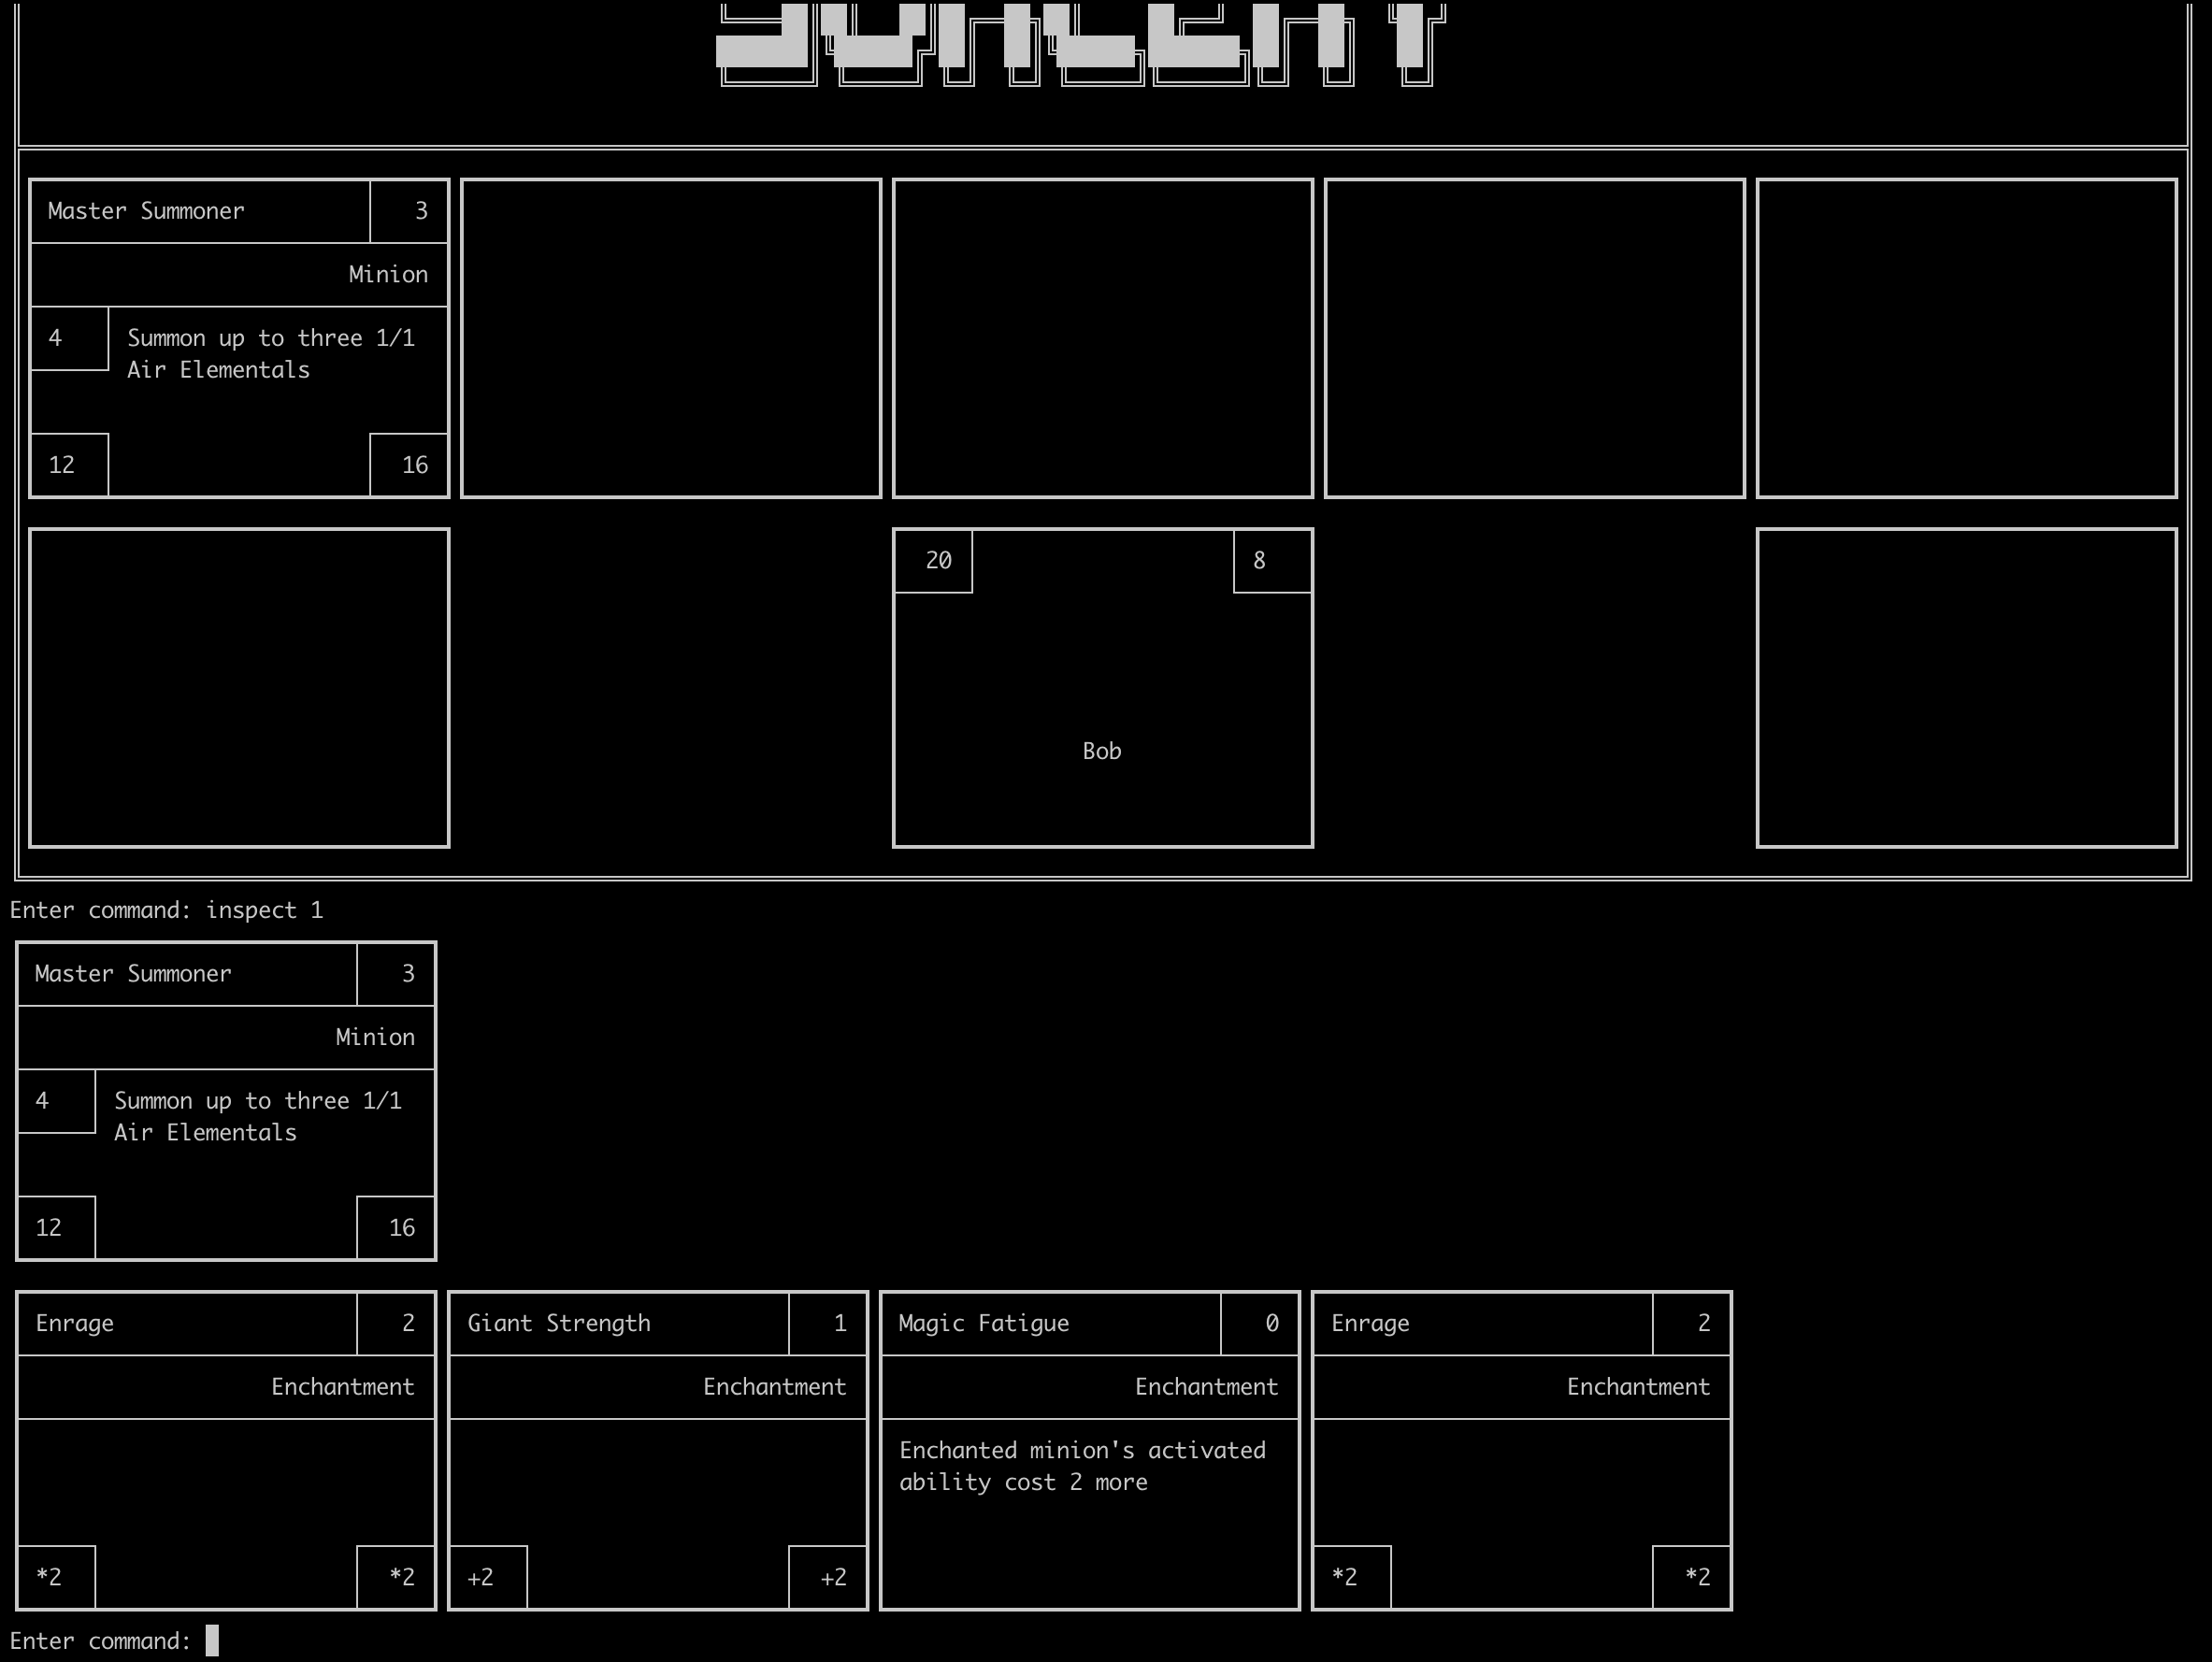 Master Summoner 3
Minion
4 Summon up to three 1/1
Air Elementals
12 16
20 8
Bob
Enter command: inspect 1
Master Summoner 3
Minion
4 Summon up to three 1/1
Air Elementals
12 16
Enrage 2 Giant Strength 1 Magic Fatigue 0 Enrage 2
Enchantment Enchantment Enchantment Enchantment
Enchanted minion's activated
ability cost 2 more
*2 *2 +2 +2 *2 *2
Enter command: